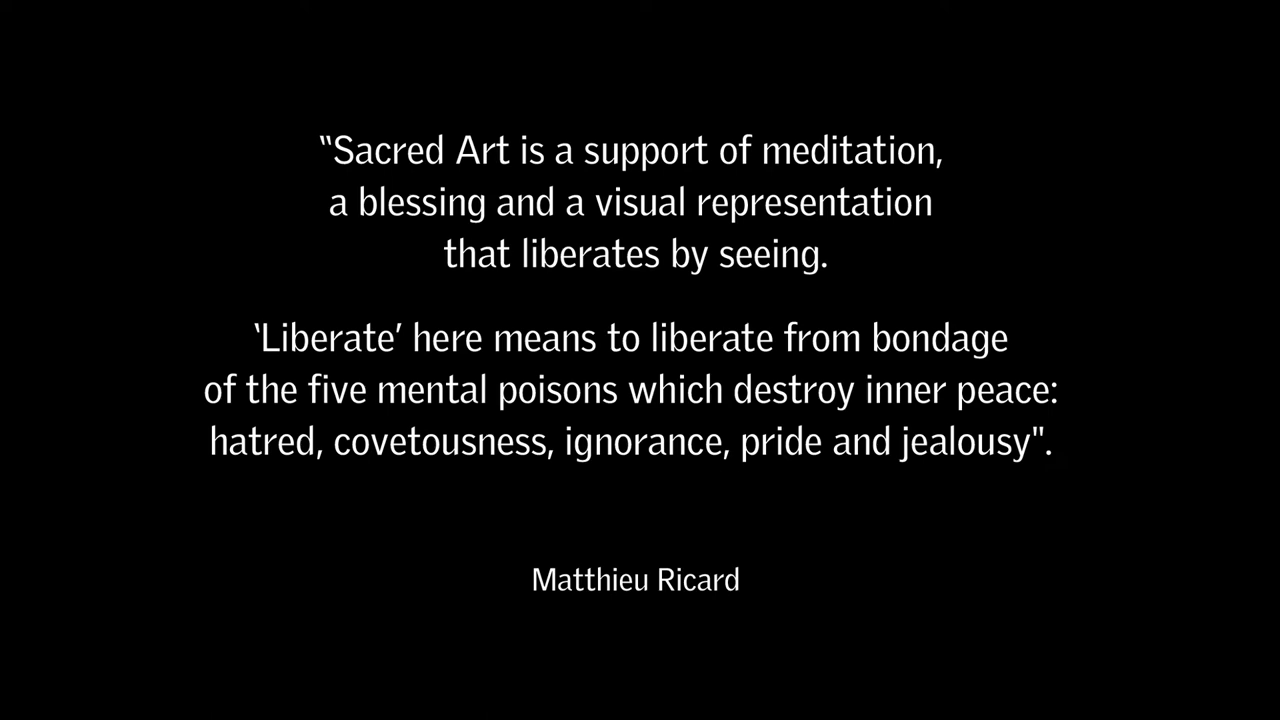 “Sacred Art is a support of meditation,
a blessing and a visual representation
that liberates by seeing.
‘Liberate’ here means to liberate from bondage
of the five mental poisons which destroy inner peace:
hatred, covetousness, ignorance, pride and jealousy".
Matthieu Ricard